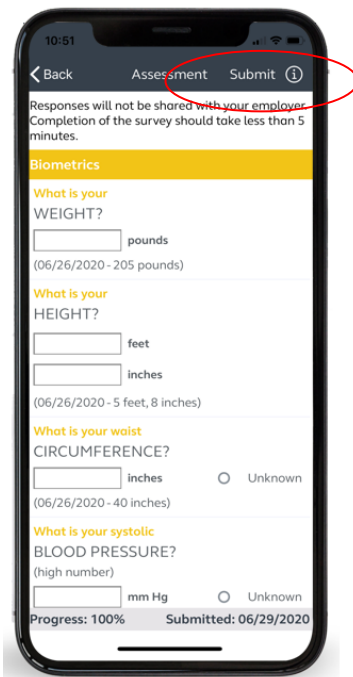 10:51
Back Assessment Submit i
Responses will not be shared with your employer.
Completion of the survey should take less than 5
minutes.
Biometrics
What is your
WEIGHT?
pounds
(06/26/2020 - 205 pounds)
What is your
HEIGHT?
feet
inches
(06/26/2020 - 5 feet, 8 inches)
What is your waist
CIRCUMFERENCE?
inches Unknown
(06/26/2020 - 40 inches)
What is your systolic
BLOOD PRESSURE?
(high number)
mm Hg Unknown
Progress: 100% Submitted: 06/29/2020